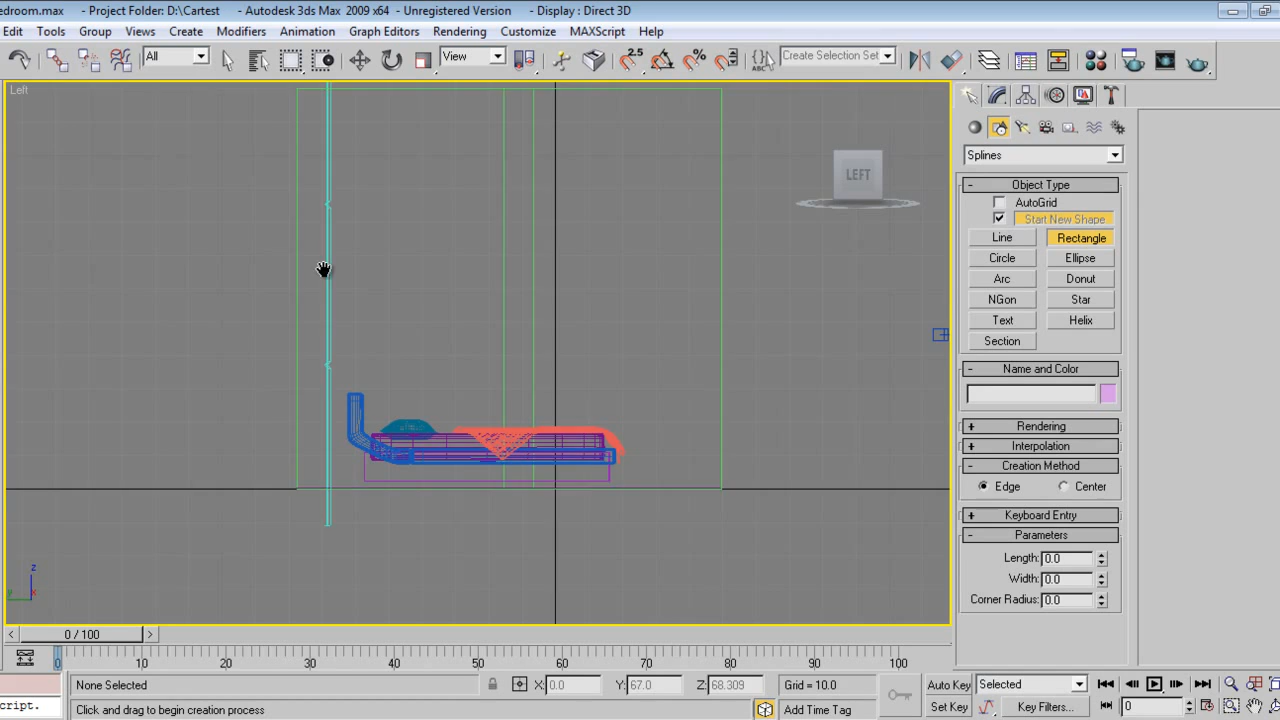 edroom.max - Project Folder: D:\Cartest - Autodesk 3ds Max 2009 x64 - Unregistered Version - Display : Direct 3D
Edit Tools Group Views Create Modifiers Animation Graph Editors Rendering Customize MAXScript Help
All View 2.5 Create Selection Set
Left
LEFT
Splines
- Object Type
AutoGrid
Start New Shape
Line Rectangle
Circle Ellipse
Arc Donut
NGon Star
Text Helix
Section
- Name and Color
+ Rendering
+ Interpolation
- Creation Method
Edge Center
+ Keyboard Entry
- Parameters
Length: 0.0
Width: 0.0
Corner Radius: 0.0
z
y x
< 0 / 100 >
0 10 20 30 40 50 60 70 80 90 100
None Selected X: 0.0 Y: 67.0 Z: 68.309 Grid = 10.0 Auto Key Selected
script. Click and drag to begin creation process Add Time Tag Set Key Key Filters... 0